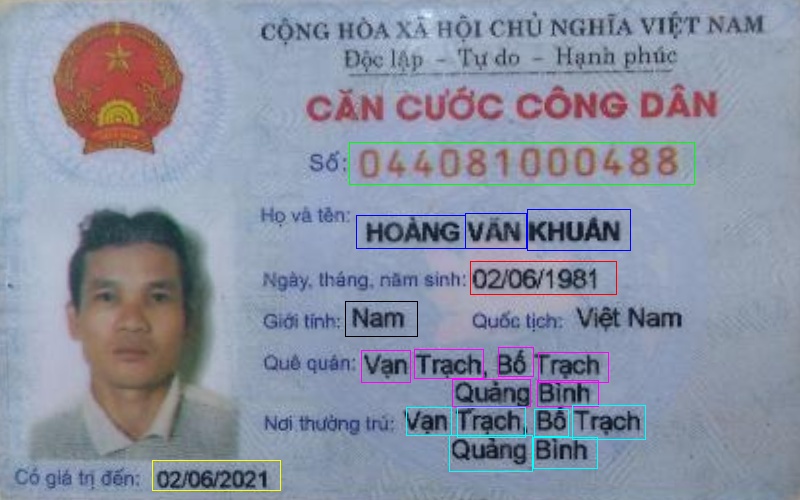 CỘNG HÒA XÃ HỘI CHỦ NGHĨA VIỆT NAM
Độc lập - Tự do - Hạnh phúc
CĂN CƯỚC CÔNG DÂN
Số: 044081000488
Họ và tên: HOÀNG VĂN KHUÂN
Ngày, tháng, năm sinh: 02/06/1981
Giới tính: Nam Quốc tịch: Việt Nam
Quê quán: Vạn Trạch, Bố Trạch
Quảng Bình
Nơi thường trú: Vạn Trạch, Bố Trạch
Quảng Bình
Có giá trị đến: 02/06/2021